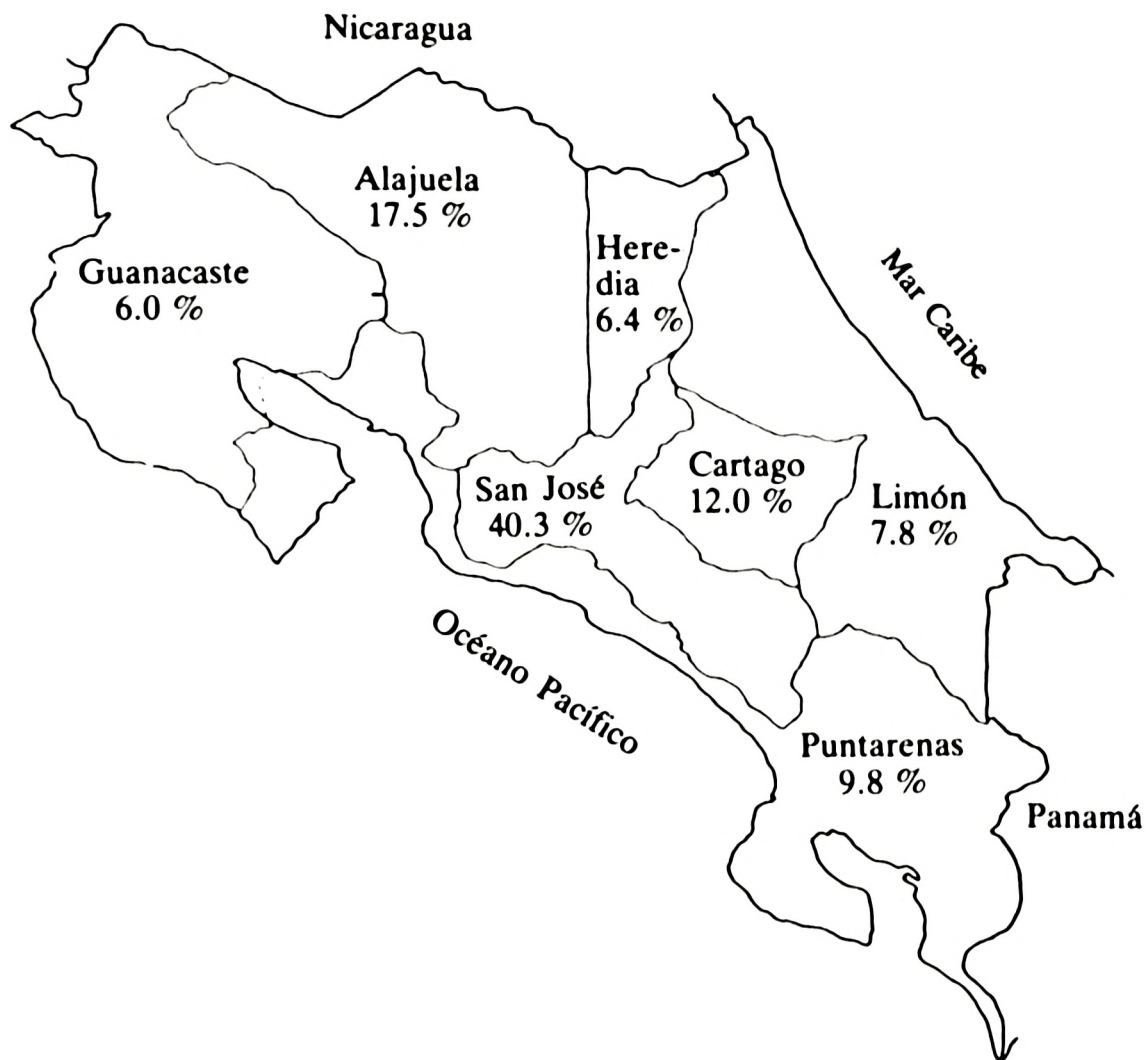 Nicaragua
Alajuela
17.5 %
Here-
dia
6.4 %
Guanacaste
6.0 %
Mar Caribe
San José
40.3 %
Cartago
12.0 %
Limón
7.8 %
Océano Pacífico
Puntarenas
9.8 %
Panamá